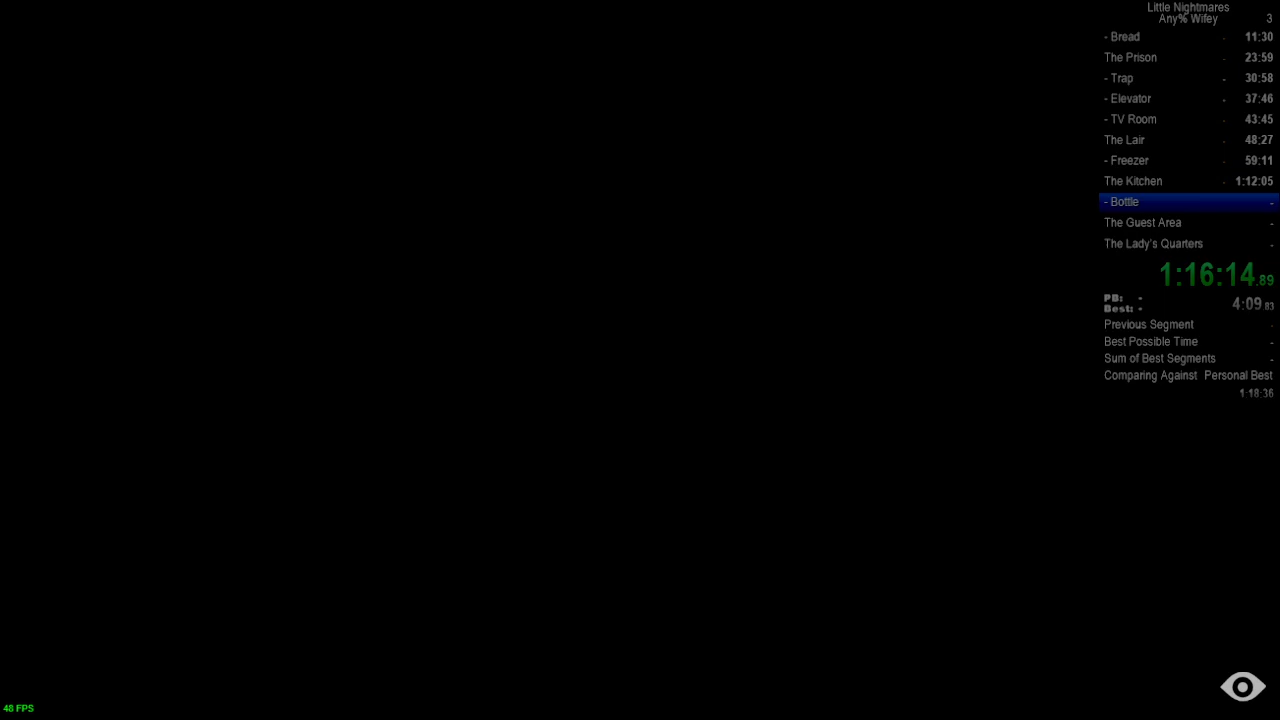 Little Nightmares
Any% Wifey 3
- Bread - 11:30
The Prison - 23:59
- Trap - 30:58
- Elevator - 37:46
- TV Room - 43:45
The Lair - 48:27
- Freezer - 59:11
The Kitchen - 1:12:05
- Bottle -
The Guest Area -
The Lady's Quarters -
1:16:14.89
PB: - 4:09.83
Best: -
Previous Segment -
Best Possible Time -
Sum of Best Segments -
Comparing Against Personal Best
1:18:36
48 FPS